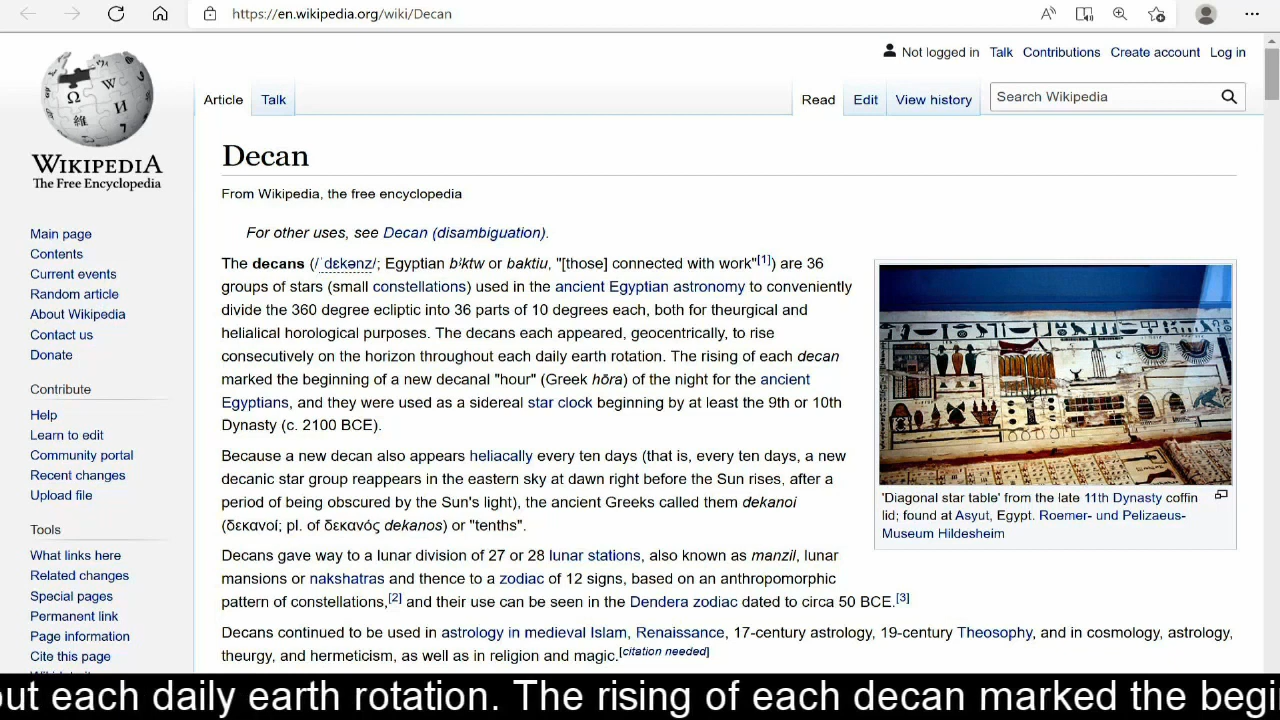 https://en.wikipedia.org/wiki/Decan
Not logged in Talk Contributions Create account Log in
Article Talk Read Edit View history Search Wikipedia
WIKIPEDIA
The Free Encyclopedia
Main page
Contents
Current events
Random article
About Wikipedia
Contact us
Donate
Contribute
Help
Learn to edit
Community portal
Recent changes
Upload file
Tools
What links here
Related changes
Special pages
Permanent link
Page information
Cite this page
Decan
From Wikipedia, the free encyclopedia
For other uses, see Decan (disambiguation).
The decans (/ˈdɛkənz/; Egyptian bꜣktw or baktiu, "[those] connected with work"[1]) are 36
groups of stars (small constellations) used in the ancient Egyptian astronomy to conveniently
divide the 360 degree ecliptic into 36 parts of 10 degrees each, both for theurgical and
heliacal horological purposes. The decans each appeared, geocentrically, to rise
consecutively on the horizon throughout each daily earth rotation. The rising of each decan
marked the beginning of a new decanal "hour" (Greek hōra) of the night for the ancient
Egyptians, and they were used as a sidereal star clock beginning by at least the 9th or 10th
Dynasty (c. 2100 BCE).
Because a new decan also appears heliacally every ten days (that is, every ten days, a new
decanic star group reappears in the eastern sky at dawn right before the Sun rises, after a
period of being obscured by the Sun's light), the ancient Greeks called them dekanoi
(δεκανοί; pl. of δεκανός dekanos) or "tenths".
Decans gave way to a lunar division of 27 or 28 lunar stations, also known as manzil, lunar
mansions or nakshatras and thence to a zodiac of 12 signs, based on an anthropomorphic
pattern of constellations,[2] and their use can be seen in the Dendera zodiac dated to circa 50 BCE.[3]
Decans continued to be used in astrology in medieval Islam, Renaissance, 17-century astrology, 19-century Theosophy, and in cosmology, astrology,
theurgy, and hermeticism, as well as in religion and magic.[citation needed]
'Diagonal star table' from the late 11th Dynasty coffin
lid; found at Asyut, Egypt. Roemer- und Pelizaeus-
Museum Hildesheim
out each daily earth rotation. The rising of each decan marked the begi